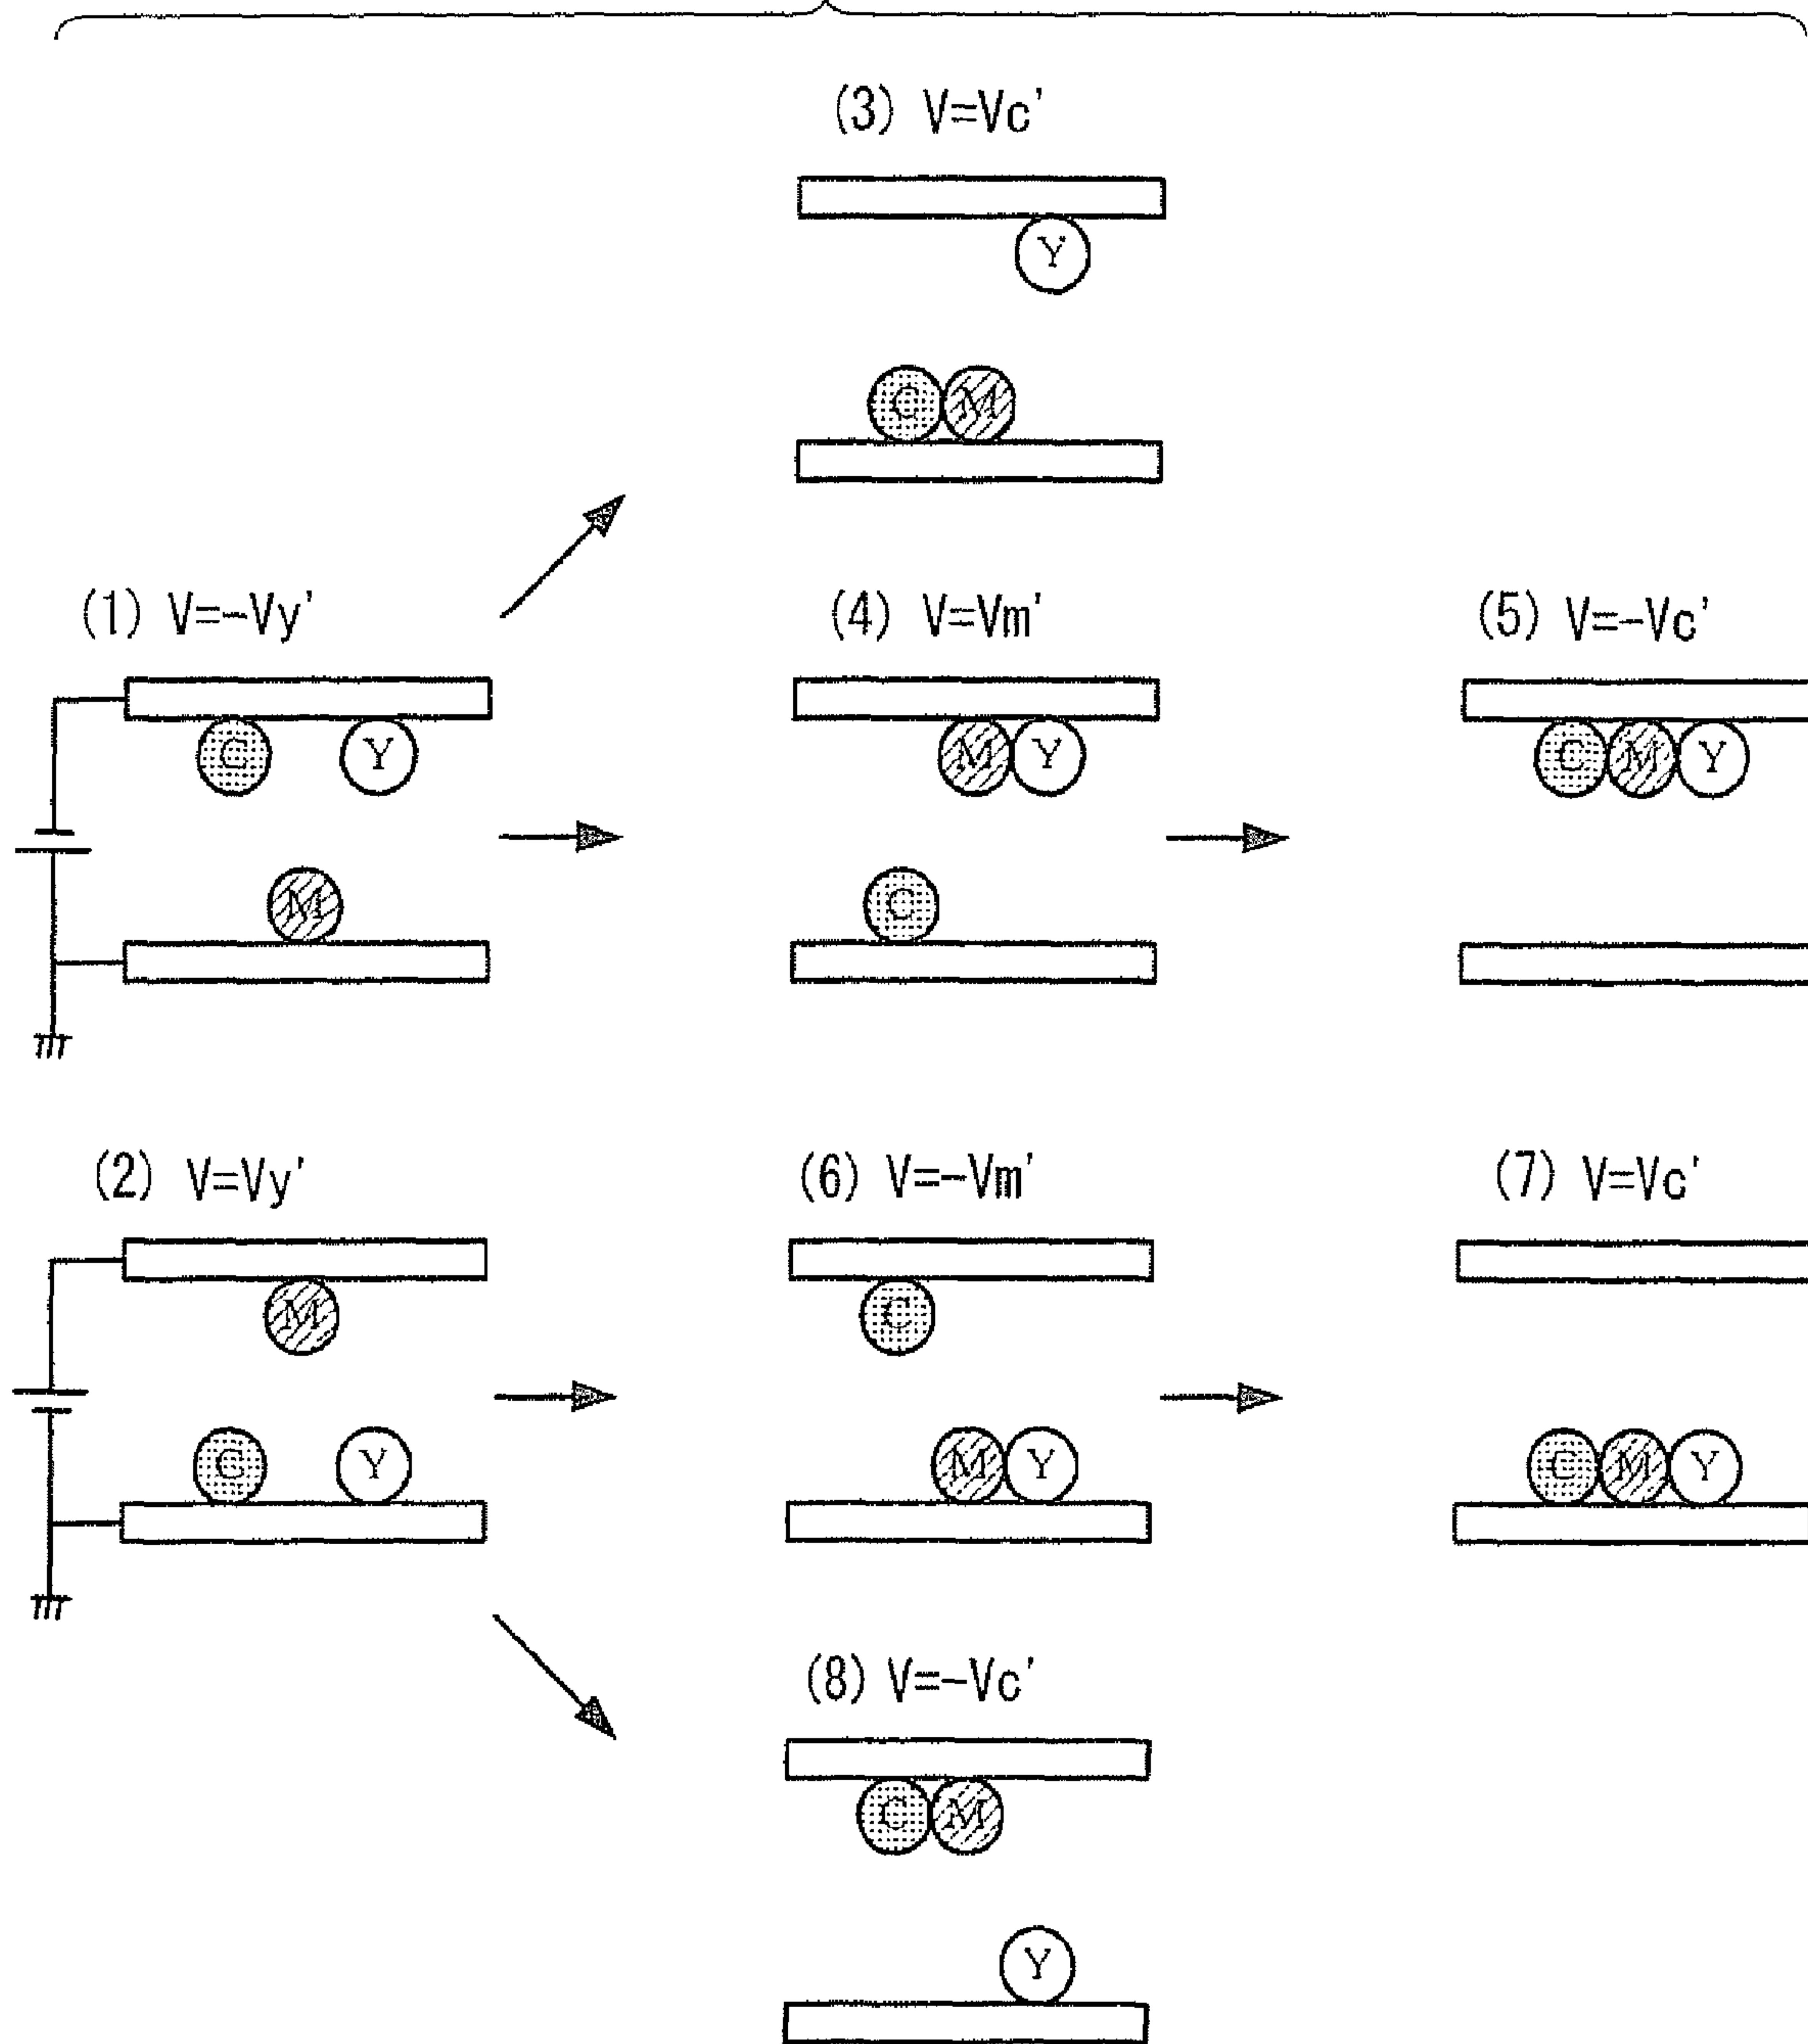 (3) V=Vc'
Y
C M
(1) V=-Vy'
C Y
M
(4) V=Vm'
M Y
C
(5) V=-Vc'
C M Y
(2) V=Vy'
M
C Y
(6) V=-Vm'
C
M Y
(7) V=Vc'
C M Y
(8) V=-Vc'
C M
Y